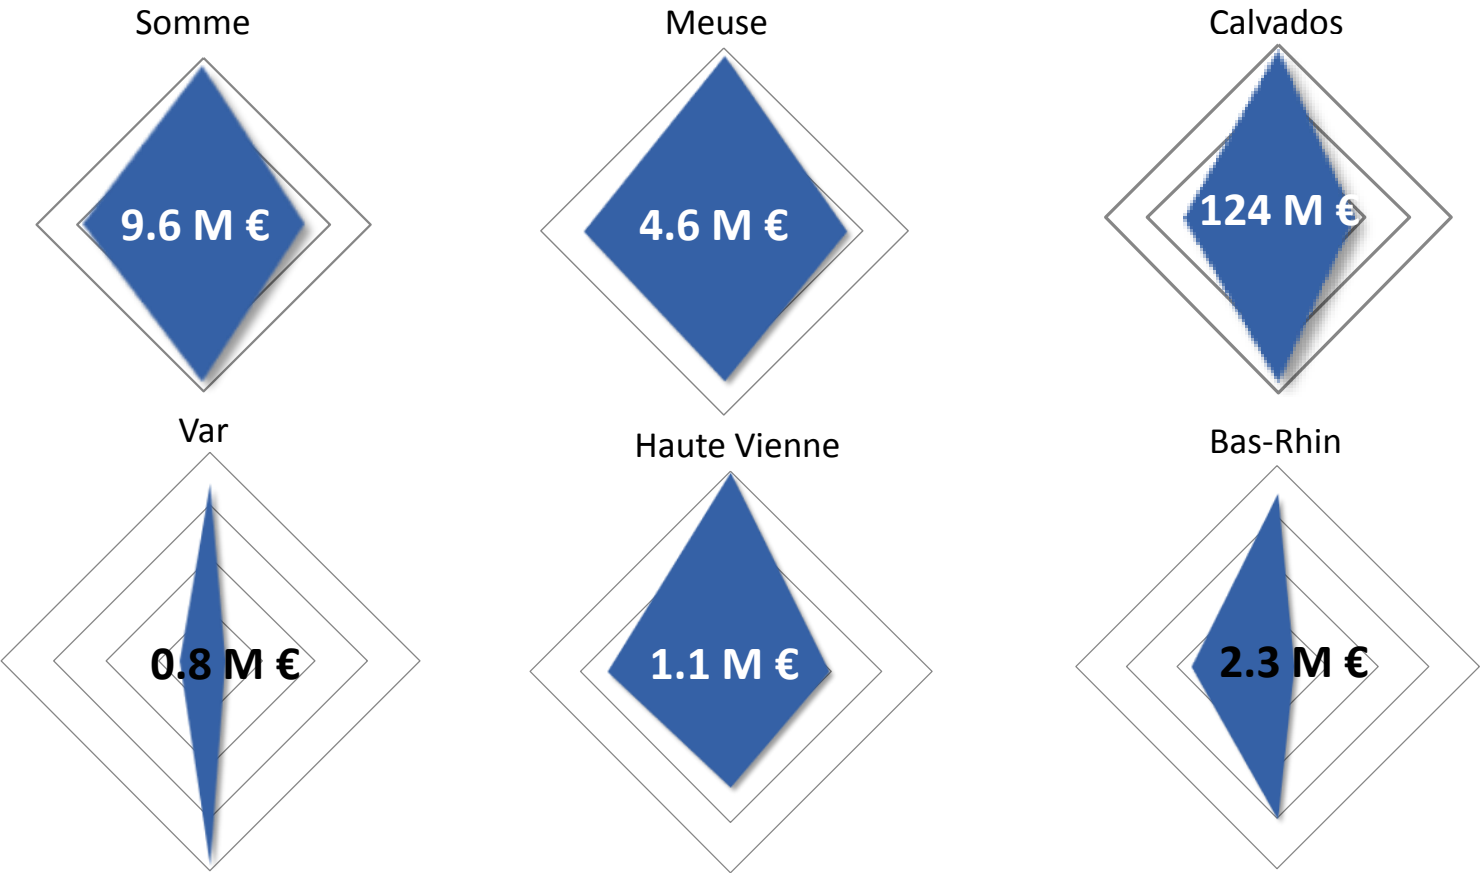 Somme
Meuse
Calvados
9.6 M €
4.6 M €
124 M €
Var
Haute Vienne
Bas-Rhin
0.8 M €
1.1 M €
2.3 M €